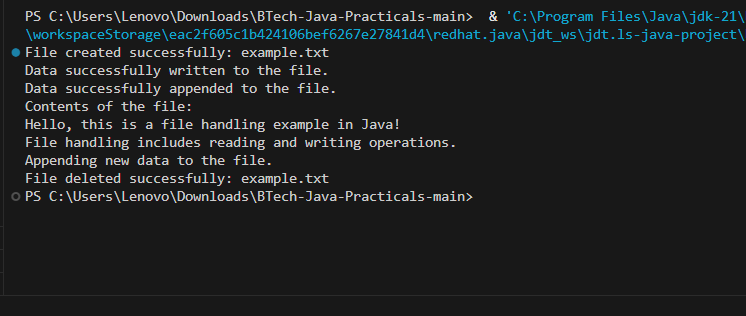 PS C:\Users\Lenovo\Downloads\BTech-Java-Practicals-main>  & 'C:\Program Files\Java\jdk-21\
\workspaceStorage\eac2f605c1b424106bef6267e27841d4\redhat.java\jdt_ws\jdt.ls-java-project\
File created successfully: example.txt
Data successfully written to the file.
Data successfully appended to the file.
Contents of the file:
Hello, this is a file handling example in Java!
File handling includes reading and writing operations.
Appending new data to the file.
File deleted successfully: example.txt
PS C:\Users\Lenovo\Downloads\BTech-Java-Practicals-main>